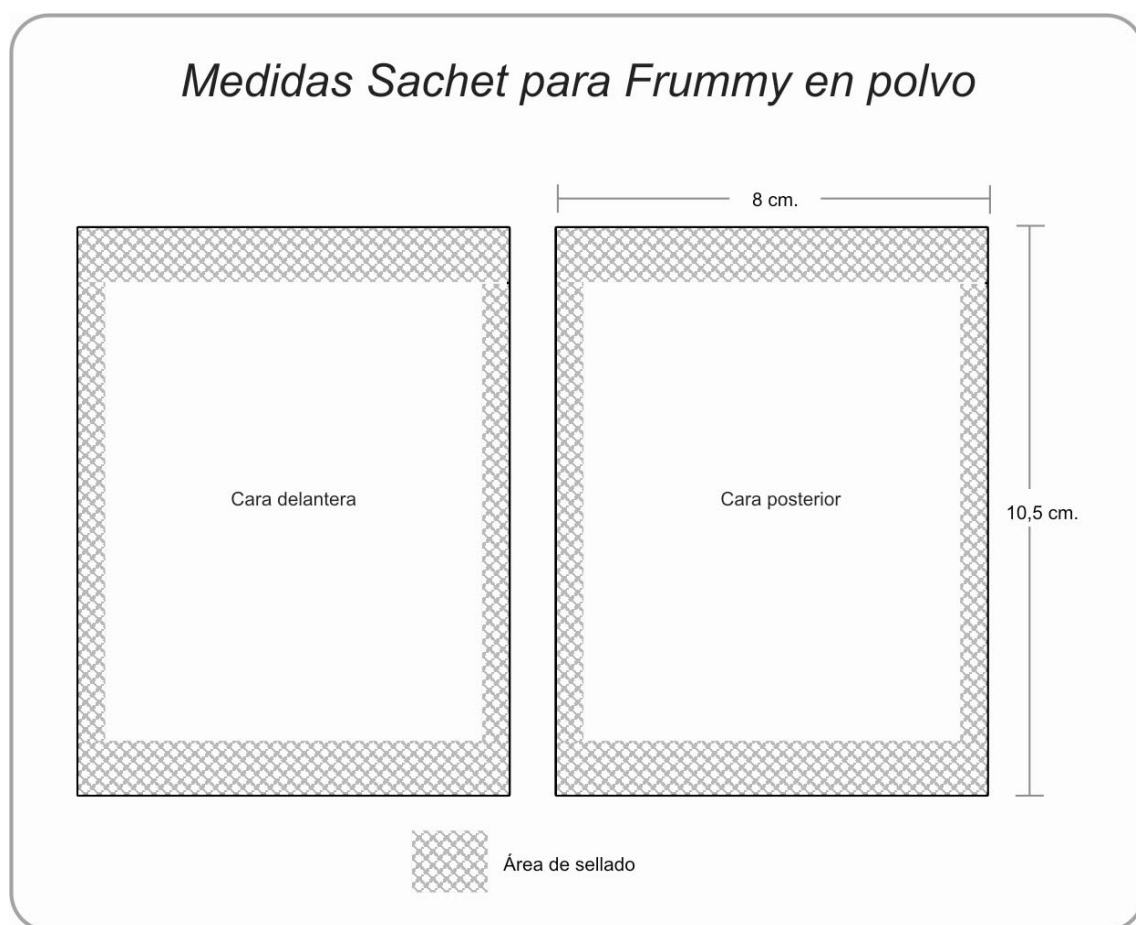 Medidas Sachet para Frummy en polvo
8 cm.
Cara delantera
Cara posterior
10,5 cm.
Área de sellado